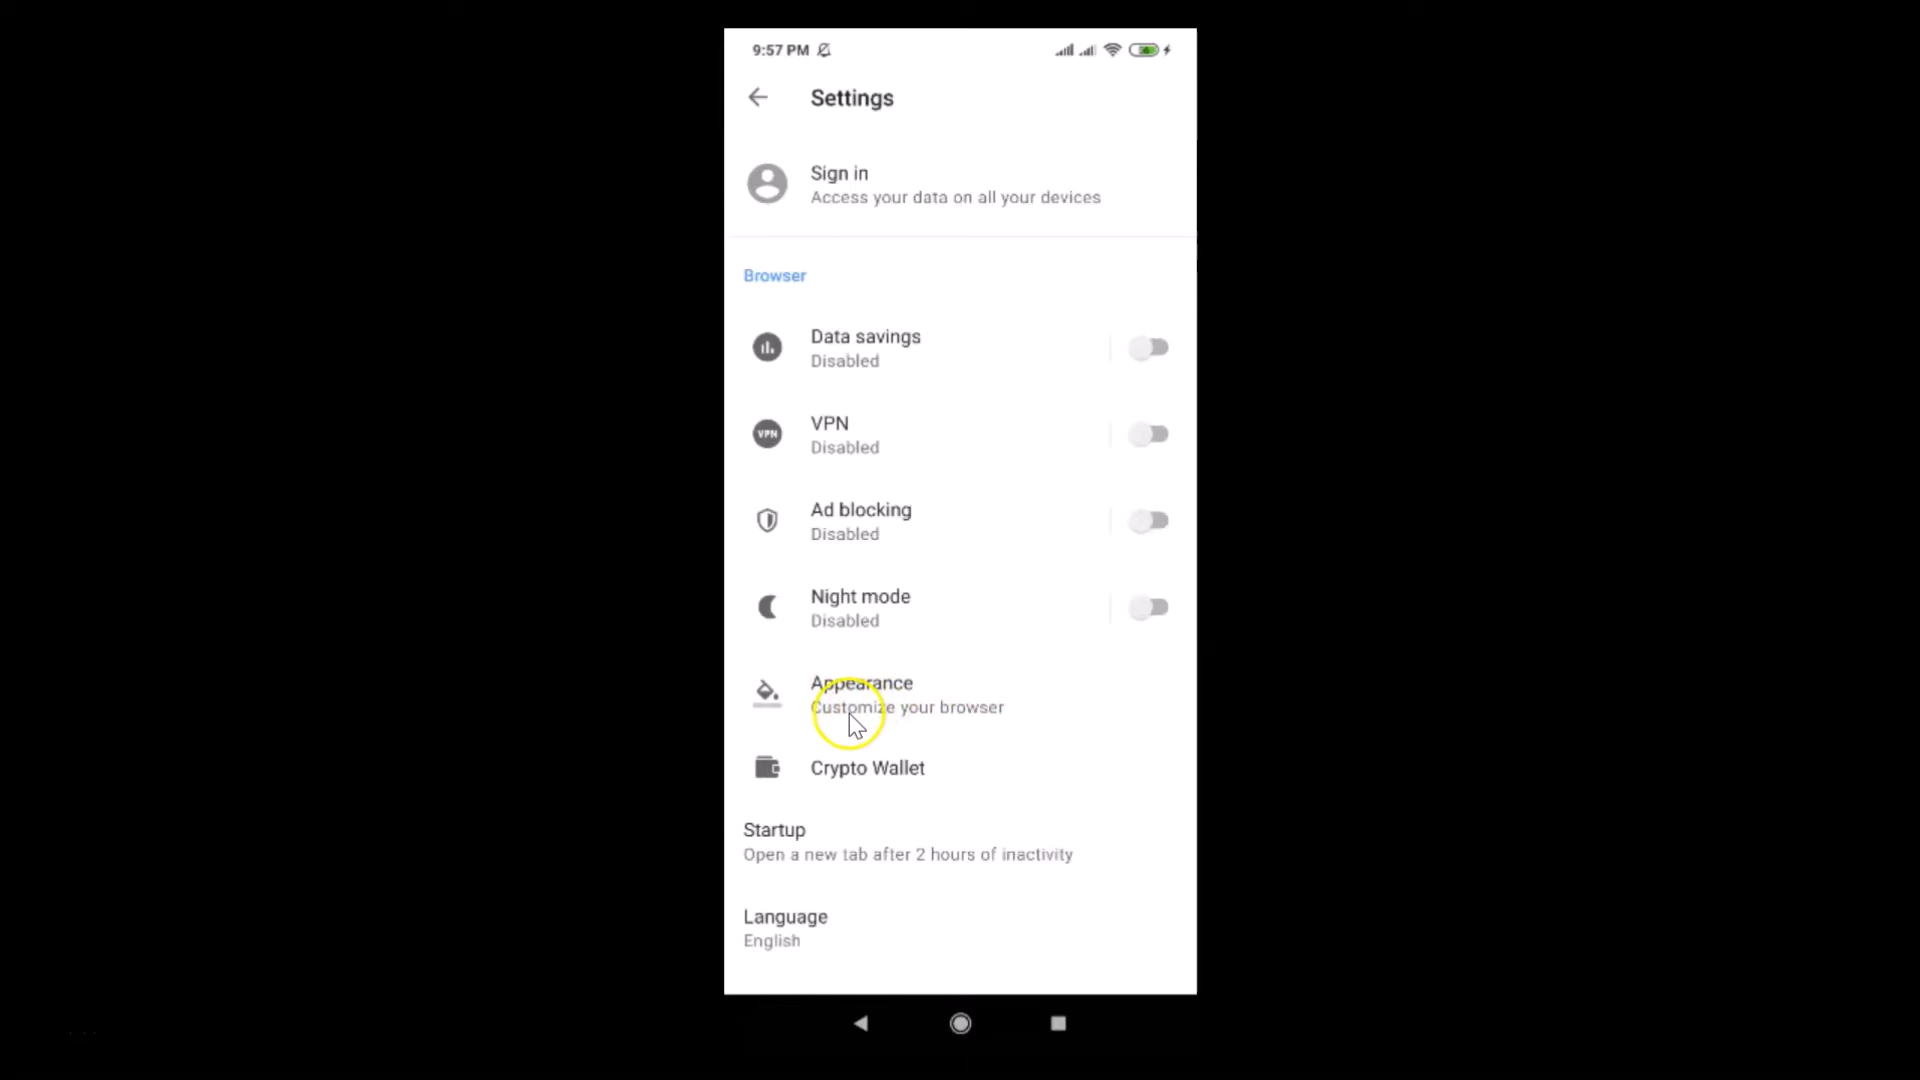 9:57 PM
Settings
Sign in
Access your data on all your devices
Browser
Data savings
Disabled
VPN
VPN
Disabled
Ad blocking
Disabled
Night mode
Disabled
Appearance
Customize your browser
Crypto Wallet
Startup
Open a new tab after 2 hours of inactivity
Language
English